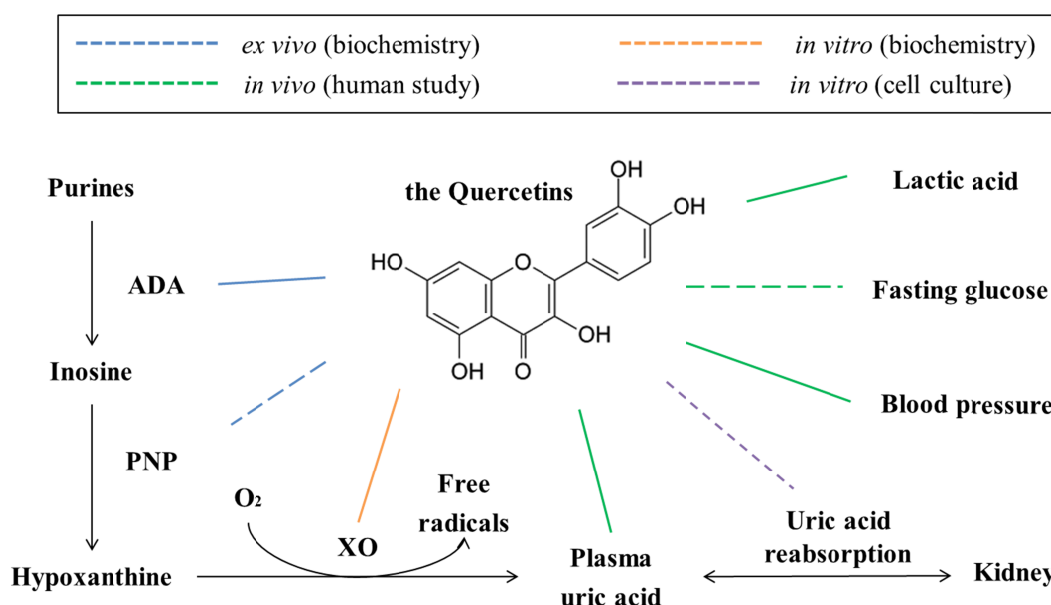 ex vivo (biochemistry)
in vitro (biochemistry)
in vivo (human study)
in vitro (cell culture)
Purines
the Quercetins
OH
OH
Lactic acid
HO
O
ADA
Fasting glucose
OH
Inosine
OH
O
Blood pressure
PNP
O₂
Free
radicals
XO
Uric acid
reabsorption
Hypoxanthine
Plasma
uric acid
Kidney